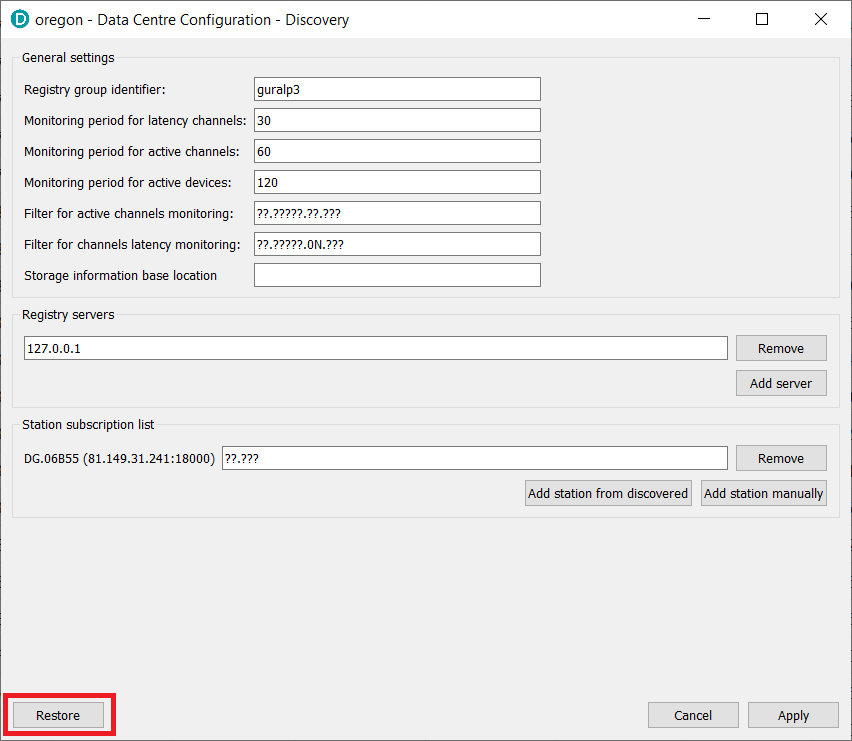 D oregon - Data Centre Configuration - Discovery
General settings
Registry group identifier: guralp3
Monitoring period for latency channels: 30
Monitoring period for active channels: 60
Monitoring period for active devices: 120
Filter for active channels monitoring: ??.?????.??.???
Filter for channels latency monitoring: ??.?????.0N.???
Storage information base location
Registry servers
127.0.0.1 Remove
Add server
Station subscription list
DG.06B55 (81.149.31.241:18000) ??.??? Remove
Add station from discovered Add station manually
Restore Cancel Apply